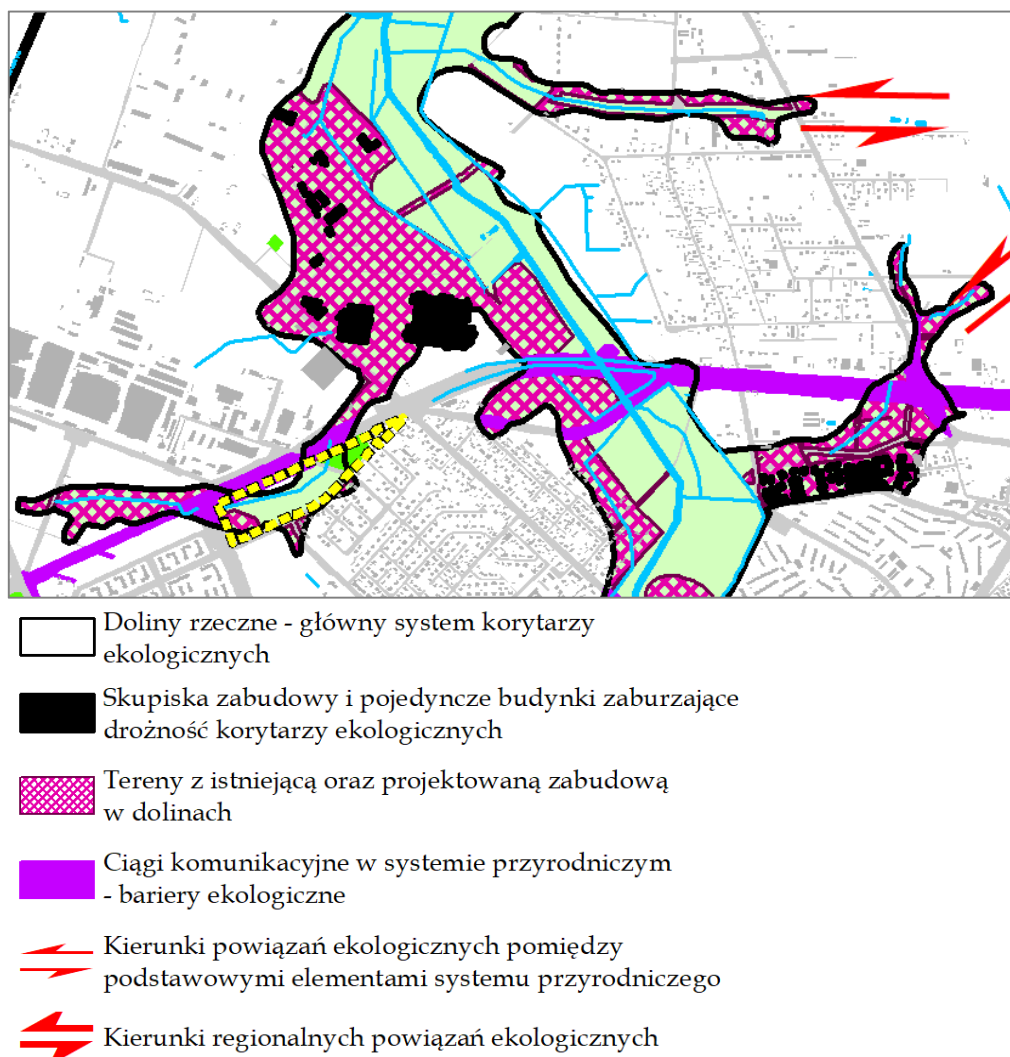 Doliny rzeczne - główny system korytarzy
ekologicznych
Skupiska zabudowy i pojedyncze budynki zaburzające
drożność korytarzy ekologicznych
Tereny z istniejącą oraz projektowaną zabudową
w dolinach
Ciągi komunikacyjne w systemie przyrodniczym
- bariery ekologiczne
Kierunki powiązań ekologicznych pomiędzy
podstawowymi elementami systemu przyrodniczego
Kierunki regionalnych powiązań ekologicznych